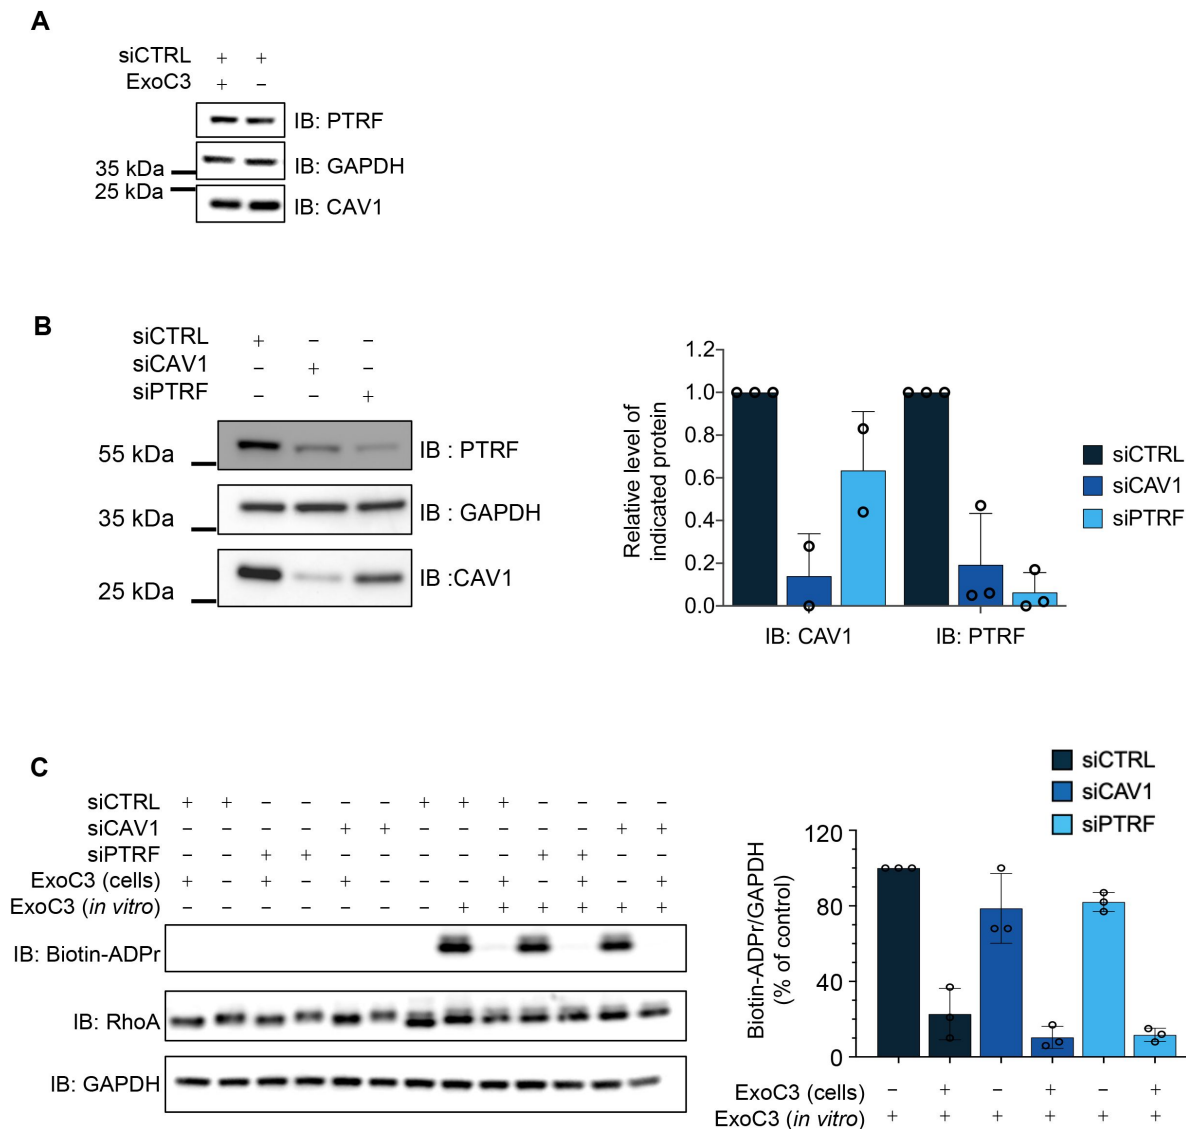 A
siCTRL + +
ExoC3 + −
IB: PTRF
35 kDa IB: GAPDH
25 kDa
IB: CAV1
B
siCTRL + − −
siCAV1 − + −
siPTRF − − +
55 kDa IB : PTRF
35 kDa IB : GAPDH
25 kDa IB :CAV1
Relative level of
indicated protein
1.2
1.0
0.8
0.6
0.4
0.2
0.0
IB: CAV1 IB: PTRF
siCTRL
siCAV1
siPTRF
C
siCTRL + + − − − − + + + − − − −
siCAV1 − − − − + + − − − − − + +
siPTRF − − + + − − − − − + + − −
ExoC3 (cells) + − + − + − − − + − + − +
ExoC3 (in vitro) − − − − − − − + + + + + +
IB: Biotin-ADPr
IB: RhoA
IB: GAPDH
siCTRL
siCAV1
siPTRF
Biotin-ADPr/GAPDH
(% of control)
120
80
40
0
ExoC3 (cells) − + − + − +
ExoC3 (in vitro) + + + + + +